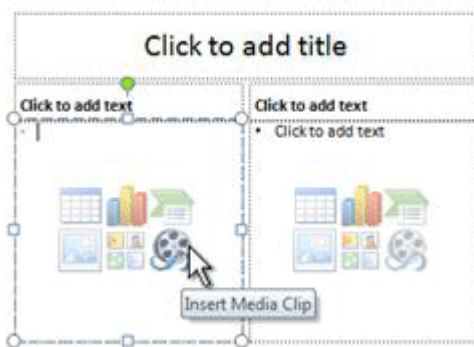 Click to add title
Click to add text
Click to add text
• Click to add text
Insert Media Clip